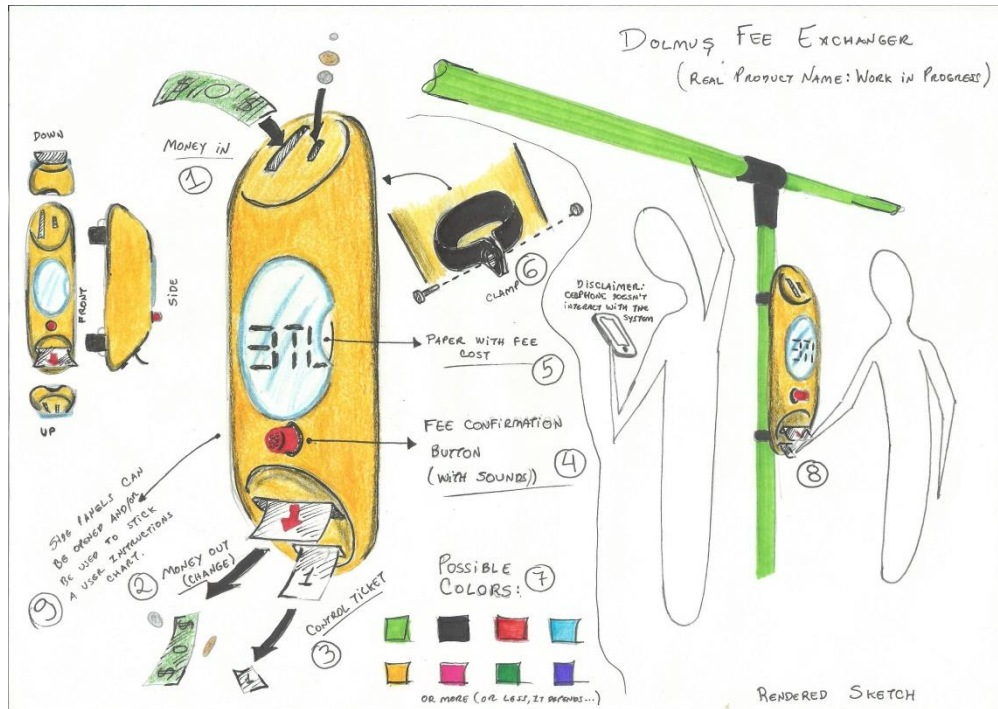 DOLMUŞ FEE EXCHANGER
(REAL PRODUCT NAME: WORK IN PROGRESS)
MONEY IN
1
DOWN
FRONT
SIDE
UP
6
CLAMP
DISCLAIMER:
CELLPHONE DOESN'T
INTERACT WITH THE
SYSTEM
3TL
PAPER WITH FEE
COST
5
FEE CONFIRMATION
BUTTON
(WITH SOUNDS))
4
3TL
8
SIDE PANELS CAN
BE OPENED AND/OR
BE USED TO STICK
A USER INSTRUCTIONS
CHART.
9
2
MONEY OUT
(CHANGE)
1
CONTROL TICKET
3
POSSIBLE
COLORS:
7
OR MORE (OR LESS, IT DEPENDS...)
RENDERED SKETCH